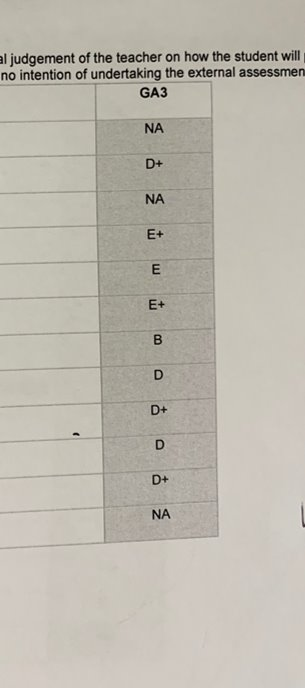 al judgement of the teacher on how the student will
no intention of undertaking the external assessmen
GA3
NA
D+
NA
E+
E
E+
B
D
D+
D
D+
NA